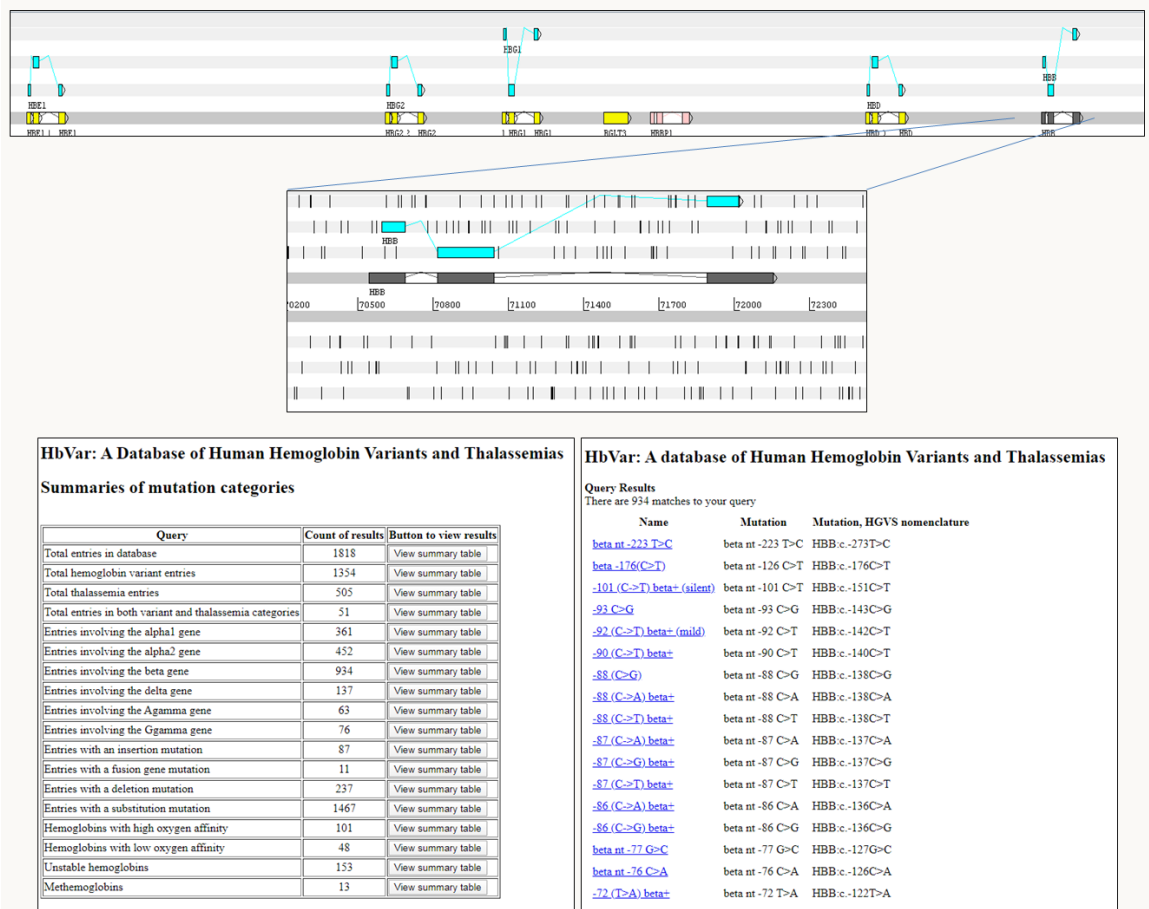 HBG1
HBB
HBE1
HBG2
HBD
HBE1 HBE1 HBG2 HBG2 HBG1 HBG1 BGLT3 HBBP1 HBD HBD HBB
HBB
HBB
70200 70500 70800 71100 71400 71700 72000 72300
HbVar: A Database of Human Hemoglobin Variants and Thalassemias
Summaries of mutation categories
Query Count of results Button to view results
Total entries in database 1818 View summary table
Total hemoglobin variant entries 1354 View summary table
Total thalassemia entries 505 View summary table
Total entries in both variant and thalassemia categories 51 View summary table
Entries involving the alpha1 gene 361 View summary table
Entries involving the alpha2 gene 452 View summary table
Entries involving the beta gene 934 View summary table
Entries involving the delta gene 137 View summary table
Entries involving the Agamma gene 63 View summary table
Entries involving the Ggamma gene 76 View summary table
Entries with an insertion mutation 87 View summary table
Entries with a fusion gene mutation 11 View summary table
Entries with a deletion mutation 237 View summary table
Entries with a substitution mutation 1467 View summary table
Hemoglobins with high oxygen affinity 101 View summary table
Hemoglobins with low oxygen affinity 48 View summary table
Unstable hemoglobins 153 View summary table
Methemoglobins 13 View summary table
HbVar: A database of Human Hemoglobin Variants and Thalassemias
Query Results
There are 934 matches to your query
Name Mutation Mutation, HGVS nomenclature
beta nt -223 T>C beta nt -223 T>C HBB:c.-273T>C
beta -176(C>T) beta nt -126 C>T HBB:c.-176C>T
-101 (C->T) beta+ (silent) beta nt -101 C>T HBB:c.-151C>T
-93 C>G beta nt -93 C>G HBB:c.-143C>G
-92 (C->T) beta+ (mild) beta nt -92 C>T HBB:c.-142C>T
-90 (C->T) beta+ beta nt -90 C>T HBB:c.-140C>T
-88 (C>G) beta nt -88 C>G HBB:c.-138C>G
-88 (C->A) beta+ beta nt -88 C>A HBB:c.-138C>A
-88 (C->T) beta+ beta nt -88 C>T HBB:c.-138C>T
-87 (C->A) beta+ beta nt -87 C>A HBB:c.-137C>A
-87 (C->G) beta+ beta nt -87 C>G HBB:c.-137C>G
-87 (C->T) beta+ beta nt -87 C>T HBB:c.-137C>T
-86 (C->A) beta+ beta nt -86 C>A HBB:c.-136C>A
-86 (C->G) beta+ beta nt -86 C>G HBB:c.-136C>G
beta nt -77 G>C beta nt -77 G>C HBB:c.-127G>C
beta nt -76 C>A beta nt -76 C>A HBB:c.-126C>A
-72 (T>A) beta+ beta nt -72 T>A HBB:c.-122T>A